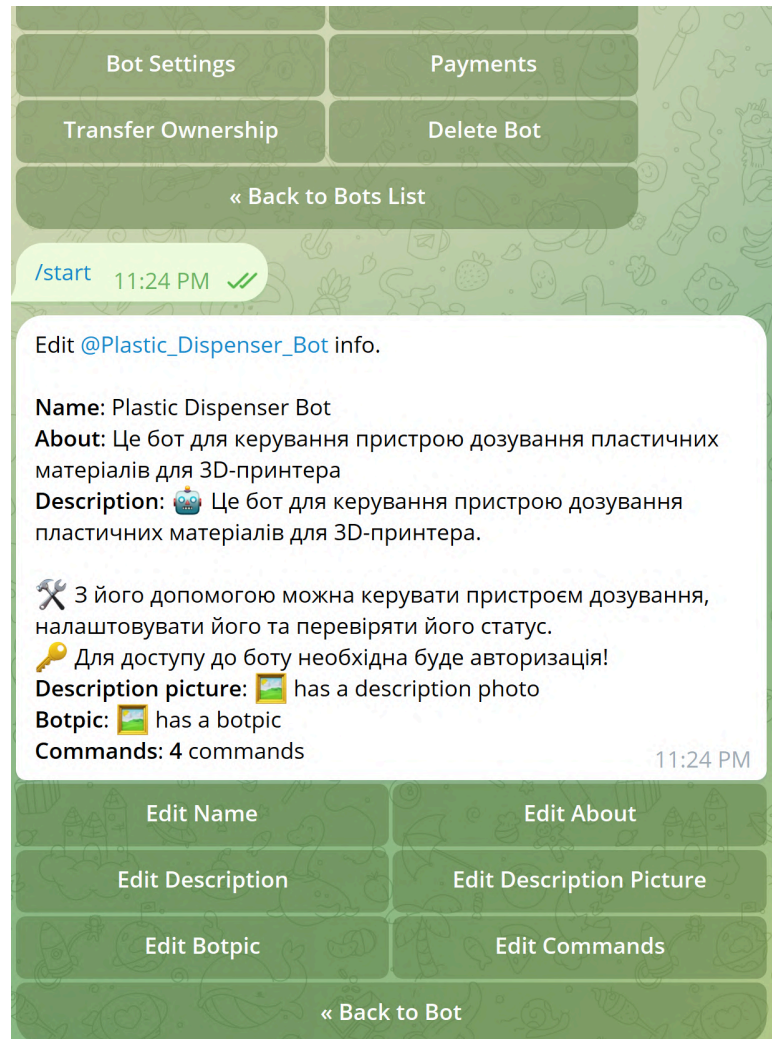 Bot Settings
Payments
Transfer Ownership
Delete Bot
« Back to Bots List
/start 11:24 PM
Edit @Plastic_Dispenser_Bot info.
Name: Plastic Dispenser Bot
About: Це бот для керування пристрою дозування пластичних
матеріалів для 3D-принтера
Description: 🤖 Це бот для керування пристрою дозування
пластичних матеріалів для 3D-принтера.
🛠 З його допомогою можна керувати пристроєм дозування,
налаштовувати його та перевіряти його статус.
🔑 Для доступу до боту необхідна буде авторизація!
Description picture: 🖼 has a description photo
Botpic: 🖼 has a botpic
Commands: 4 commands
11:24 PM
Edit Name
Edit About
Edit Description
Edit Description Picture
Edit Botpic
Edit Commands
« Back to Bot